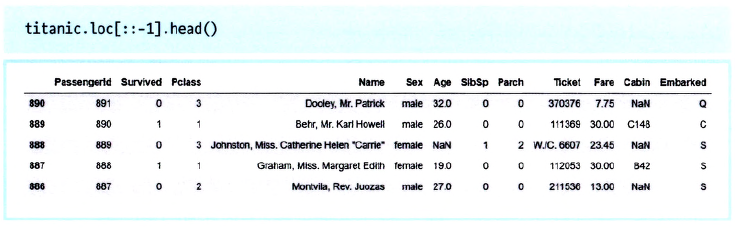 titanic.loc[::-1].head()
PassengerId Survived Pclass Name Sex Age SibSp Parch Ticket Fare Cabin Embarked
890 891 0 3 Dooley, Mr. Patrick male 32.0 0 0 370376 7.75 NaN Q
889 890 1 1 Behr, Mr. Karl Howell male 26.0 0 0 111369 30.00 C148 C
888 889 0 3 Johnston, Miss. Catherine Helen "Carrie" female NaN 1 2 W./C. 6607 23.45 NaN S
887 888 1 1 Graham, Miss. Margaret Edith female 19.0 0 0 112053 30.00 B42 S
886 887 0 2 Montvila, Rev. Juozas male 27.0 0 0 211536 13.00 NaN S